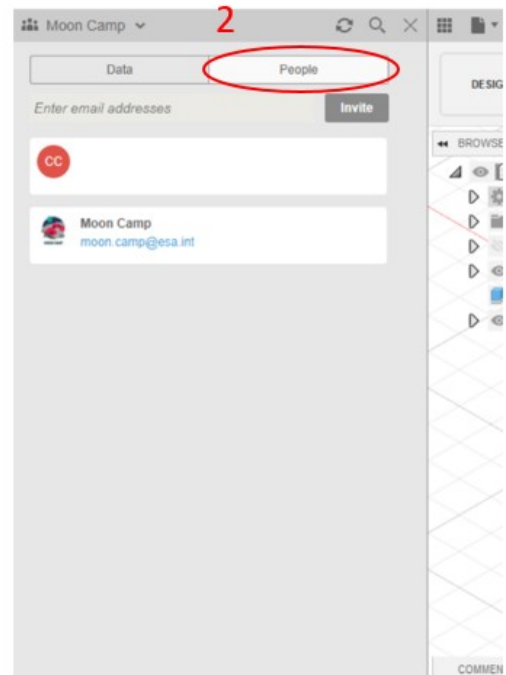 Moon Camp
2
Data
People
Enter email addresses
Invite
CC
Moon Camp
moon.camp@esa.int
DESIG
BROWSE
COMMEN